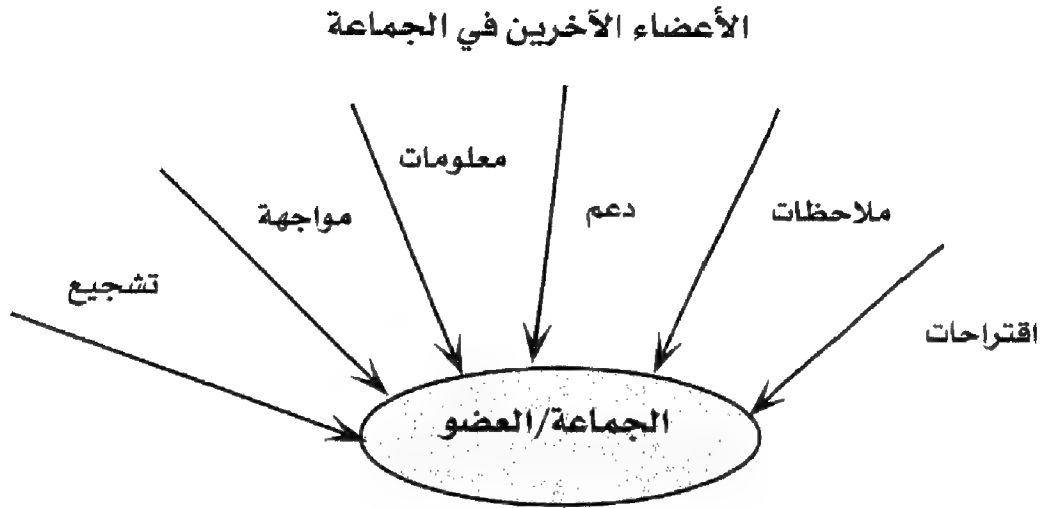 الأعضاء الآخرين في الجماعة
معلومات
مواجهة
دعم
ملاحظات
تشجيع
اقتراحات
الجماعة/العضو